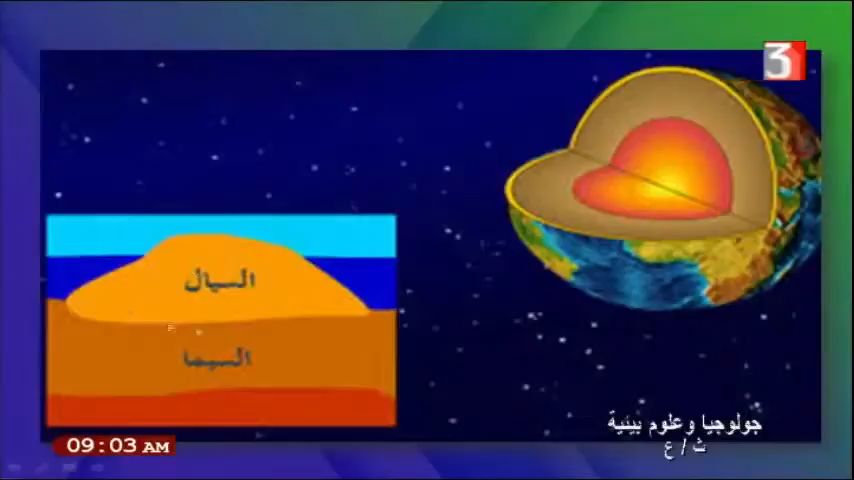 3
السيال
السيما
جولوجيا وعلوم بيئية
ث / ع
09:03 AM